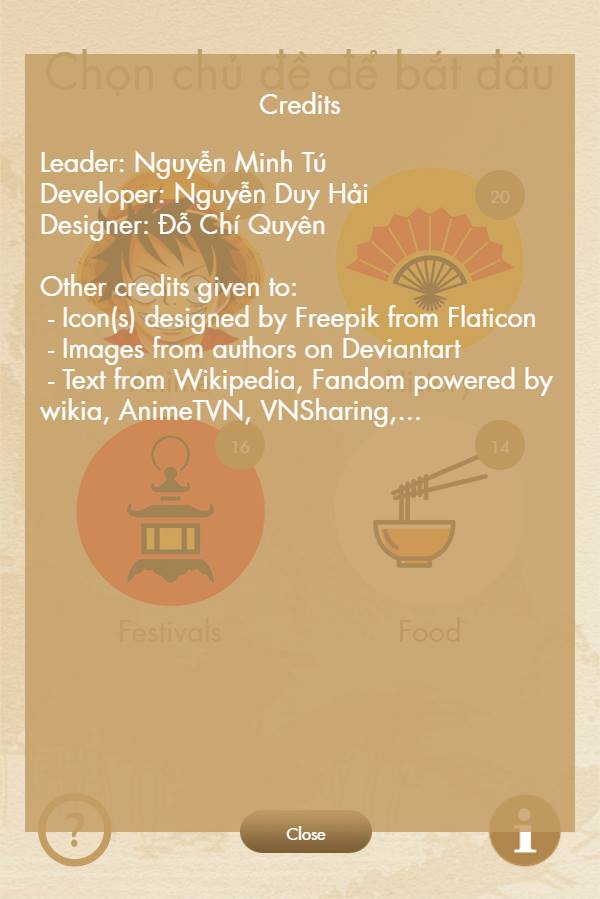 Chọn chủ đề để bắt đầu
Credits
Leader: Nguyễn Minh Tú
Developer: Nguyễn Duy Hải
Designer: Đỗ Chí Quyên
20
Other credits given to:
- Icon(s) designed by Freepik from Flaticon
- Images from authors on Deviantart
- Text from Wikipedia, Fandom powered by
wikia, AnimeTVN, VNSharing,...
Anime
History
16
14
Festivals
Food
?
Close
i